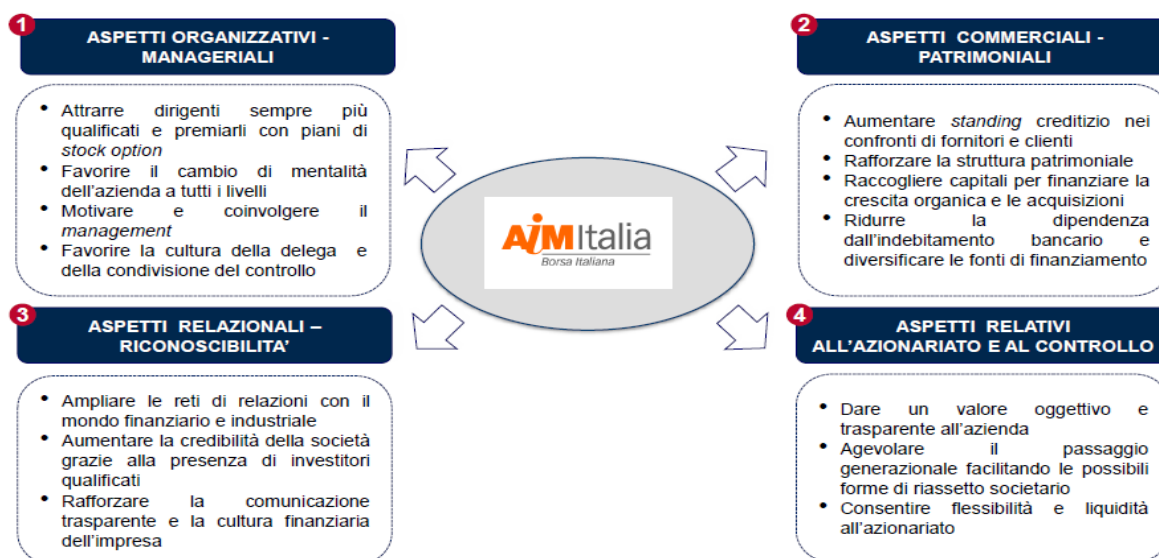 1
ASPETTI ORGANIZZATIVI -
MANAGERIALI
• Attrarre dirigenti sempre più
qualificati e premiarli con piani di
stock option
• Favorire il cambio di mentalità
dell'azienda a tutti i livelli
• Motivare e coinvolgere il
management
• Favorire la cultura della delega e
della condivisione del controllo
2
ASPETTI COMMERCIALI -
PATRIMONIALI
• Aumentare standing creditizio nei
confronti di fornitori e clienti
• Rafforzare la struttura patrimoniale
• Raccogliere capitali per finanziare la
crescita organica e le acquisizioni
• Ridurre la dipendenza
dall'indebitamento bancario e
diversificare le fonti di finanziamento
AiMItalia
Borsa Italiana
3
ASPETTI RELAZIONALI –
RICONOSCIBILITA'
• Ampliare le reti di relazioni con il
mondo finanziario e industriale
• Aumentare la credibilità della società
grazie alla presenza di investitori
qualificati
• Rafforzare la comunicazione
trasparente e la cultura finanziaria
dell'impresa
4
ASPETTI RELATIVI
ALL'AZIONARIATO E AL CONTROLLO
• Dare un valore oggettivo e
trasparente all'azienda
• Agevolare il passaggio
generazionale facilitando le possibili
forme di riassetto societario
• Consentire flessibilità e liquidità
all'azionariato